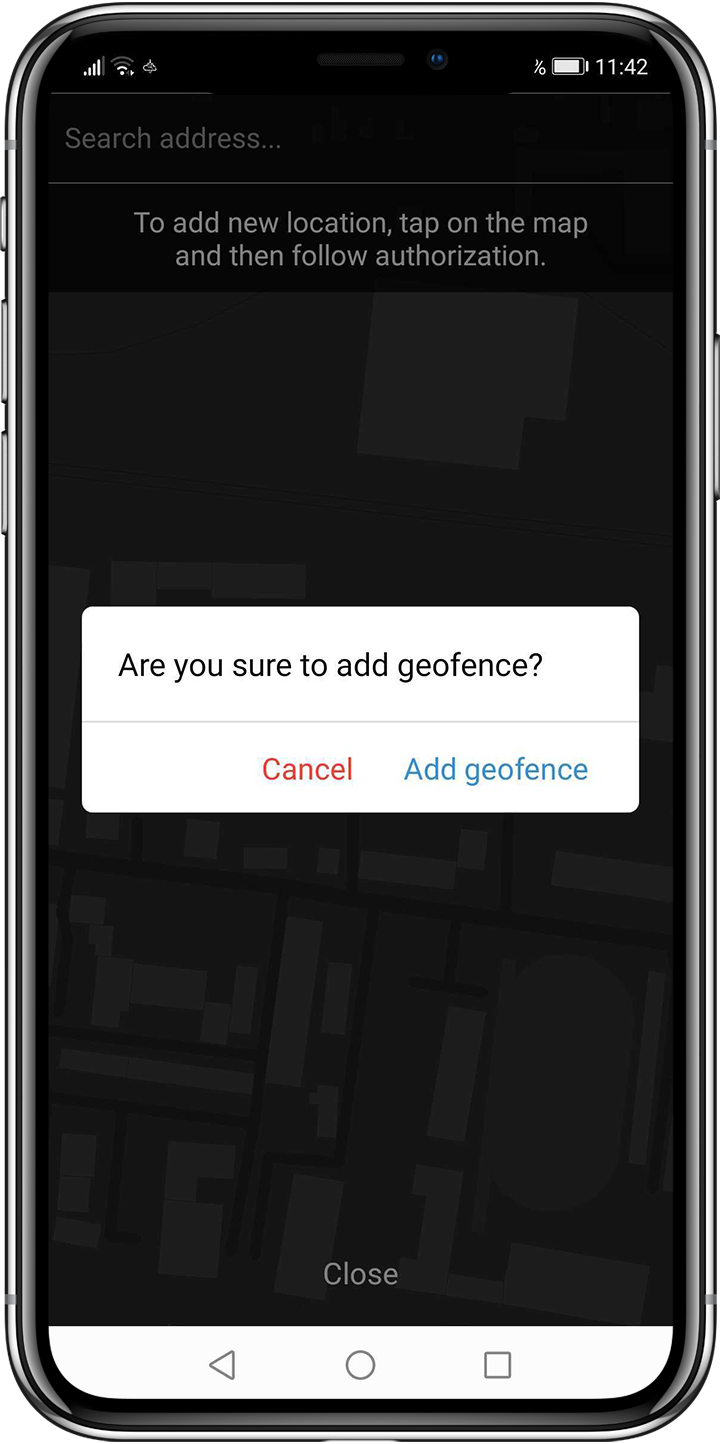 11:42
Search address...
To add new location, tap on the map
and then follow authorization.
Are you sure to add geofence?
Cancel Add geofence
Close